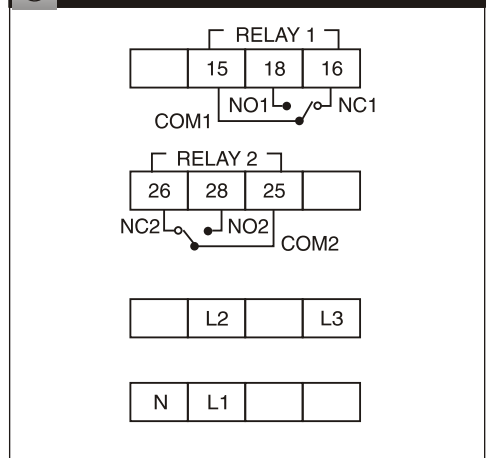 RELAY 1
15 18 16
NO1 NC1
COM1
RELAY 2
26 28 25
NC2 NO2
COM2
L2 L3
N L1